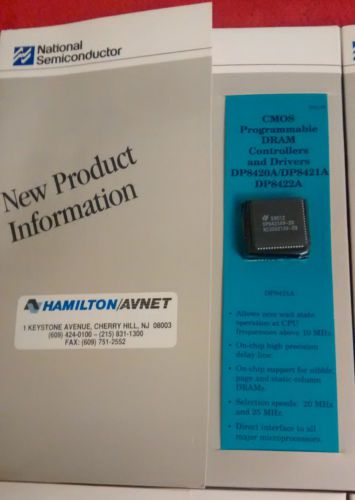 National
Semiconductor
New Product
Information
HAMILTON/AVNET
1 KEYSTONE AVENUE, CHERRY HILL, NJ 08003
(609) 424-0100 – (215) 831-1300
FAX: (609) 751-2552
National
Semiconductor
CMOS
Programmable
DRAM
Controllers
and Drivers
DP8420A/DP8421A
DP8422A
DP8421A
• Allows zero wait state
operation at CPU
frequencies above 10 MHz
• On-chip high precision
delay line.
• On chip support for nibble,
page and static-column
DRAMs.
• Selection speeds: 20 MHz
and 25 MHz.
• Direct interface to all
major microprocessors.